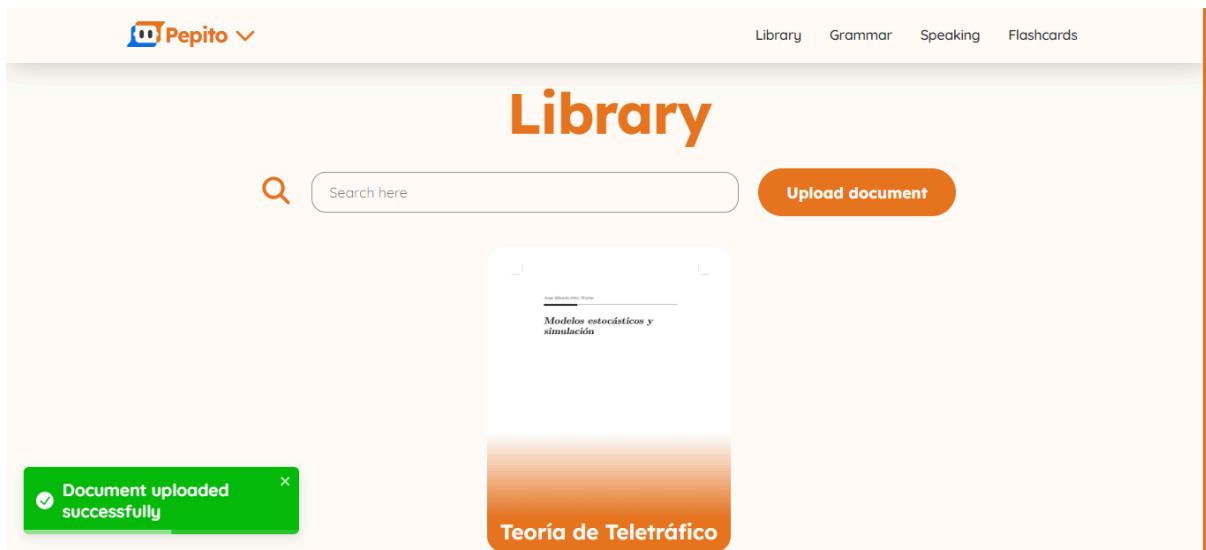 Pepito
Library Grammar Speaking Flashcards
Library
Search here
Upload document
Modelos estocásticos y
simulación
Teoría de Teletráfico
Document uploaded
successfully